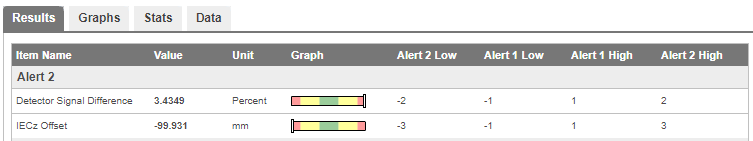 Results Graphs Stats Data
Item Name Value Unit Graph Alert 2 Low Alert 1 Low Alert 1 High Alert 2 High
Alert 2
Detector Signal Difference 3.4349 Percent -2 -1 1 2
IECz Offset -99.931 mm -3 -1 1 3